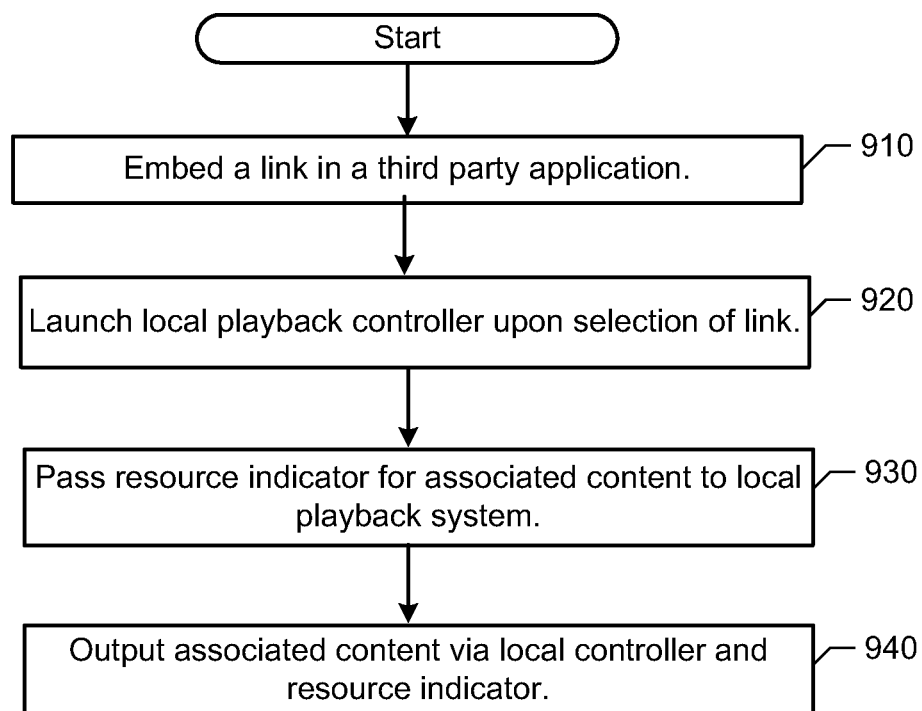 Start
Embed a link in a third party application.
910
Launch local playback controller upon selection of link.
920
Pass resource indicator for associated content to local
playback system.
930
Output associated content via local controller and
resource indicator.
940